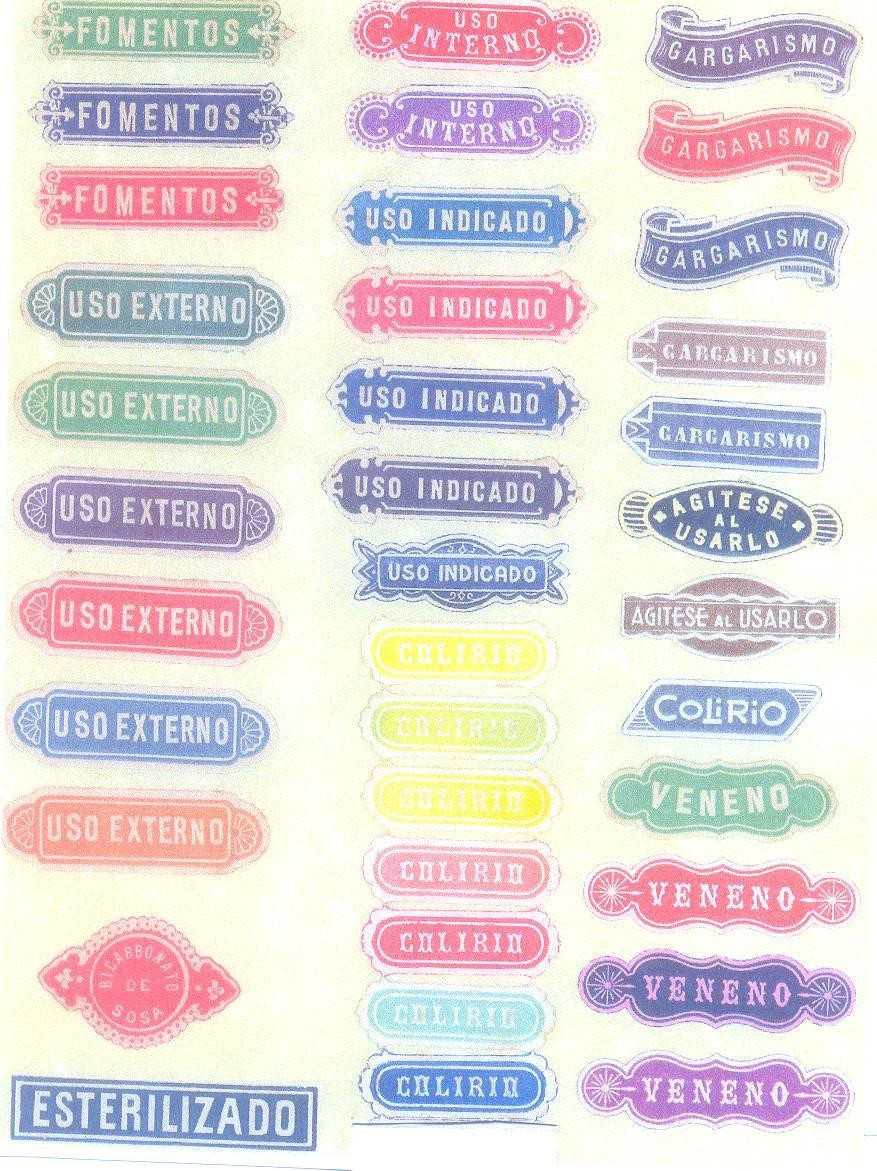 FOMENTOS
FOMENTOS
FOMENTOS
USO EXTERNO
USO EXTERNO
USO EXTERNO
USO EXTERNO
USO EXTERNO
USO EXTERNO
BICARBONATO
DE
SOSA
ESTERILIZADO
USO
INTERNO
USO
INTERNO
USO INDICADO
USO INDICADO
USO INDICADO
USO INDICADO
USO INDICADO
COLIRIO
COLIRIO
COLIRIO
COLIRIO
COLIRIO
COLIRIO
COLIRIO
GARGARISMO
GARGARISMO
GARGARISMO
GARGARISMO
GARGARISMO
AGITESE
AL
USARLO
AGITESE AL USARLO
COLIRIO
VENENO
VENENO
VENENO
VENENO